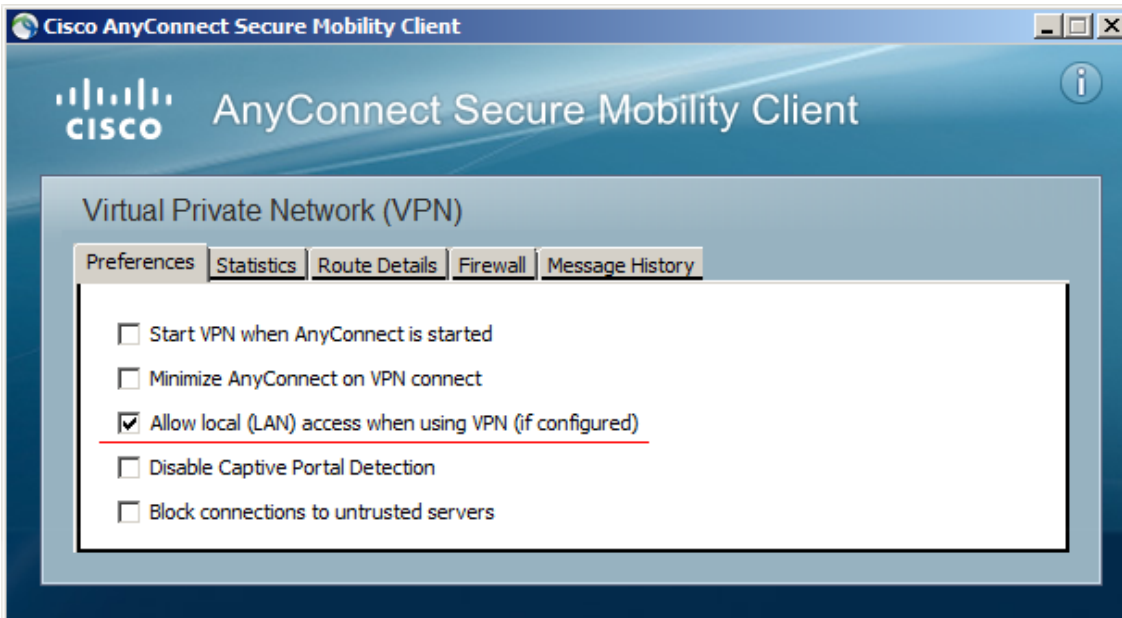 Cisco AnyConnect Secure Mobility Client
CISCO
AnyConnect Secure Mobility Client
i
Virtual Private Network (VPN)
Preferences Statistics Route Details Firewall Message History
Start VPN when AnyConnect is started
Minimize AnyConnect on VPN connect
Allow local (LAN) access when using VPN (if configured)
Disable Captive Portal Detection
Block connections to untrusted servers